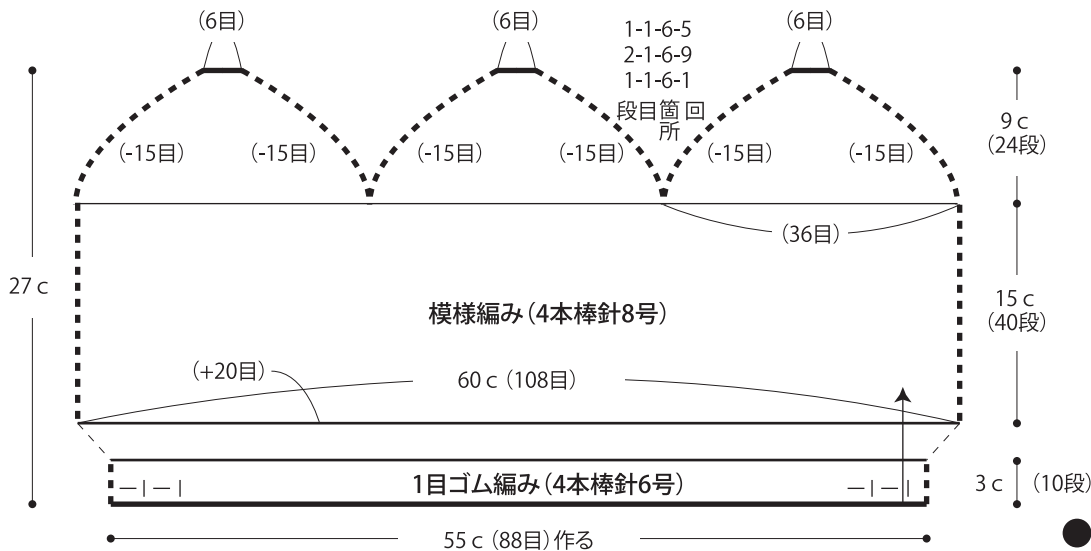 (6目)
(6目)
(6目)
1-1-6-5
2-1-6-9
1-1-6-1
段目箇回
所
(-15目)
(-15目)
(-15目)
(-15目)
(-15目)
(-15目)
9 c
(24段)
(36目)
27 c
模様編み (4本棒針8号)
15 c
(40段)
(+20目)
60 c (108目)
1目ゴム編み (4本棒針6号)
3 c (10段)
55 c (88目) 作る